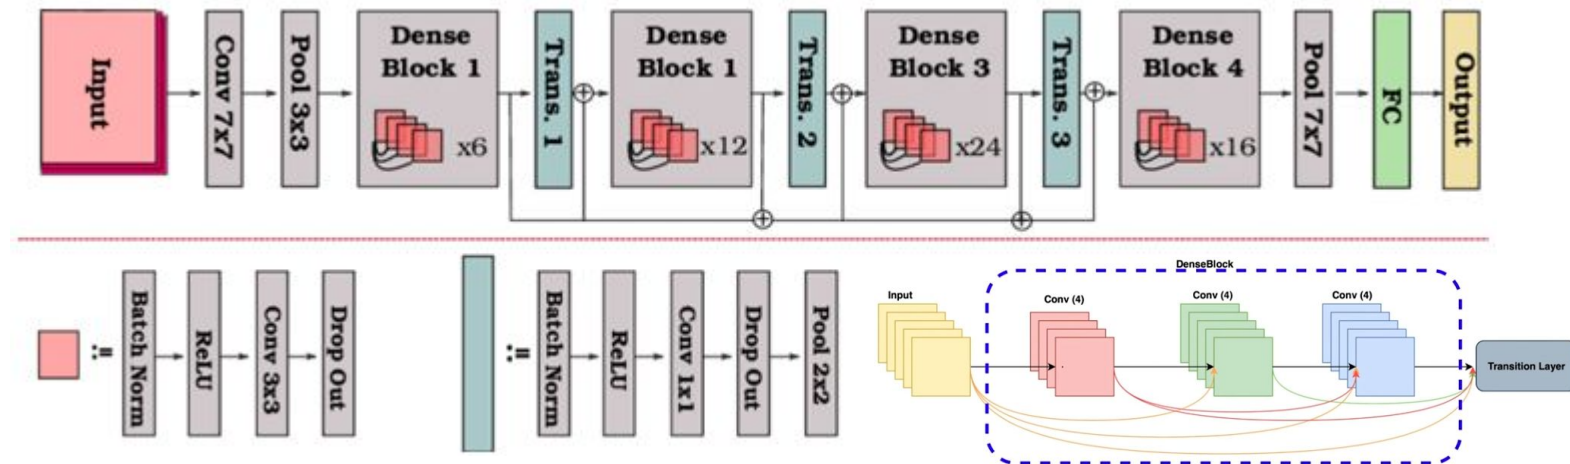 Input
Conv 7x7
Pool 3x3
Dense
Block 1
x6
Trans. 1
Dense
Block 1
x12
Trans. 2
Dense
Block 3
x24
Trans. 3
Dense
Block 4
x16
Pool 7x7
FC
Output
:=
Batch Norm
ReLU
Conv 3x3
Drop Out
:=
Batch Norm
ReLU
Conv 1x1
Drop Out
Pool 2x2
DenseBlock
Input
Conv (4)
Conv (4)
Conv (4)
Transition Layer